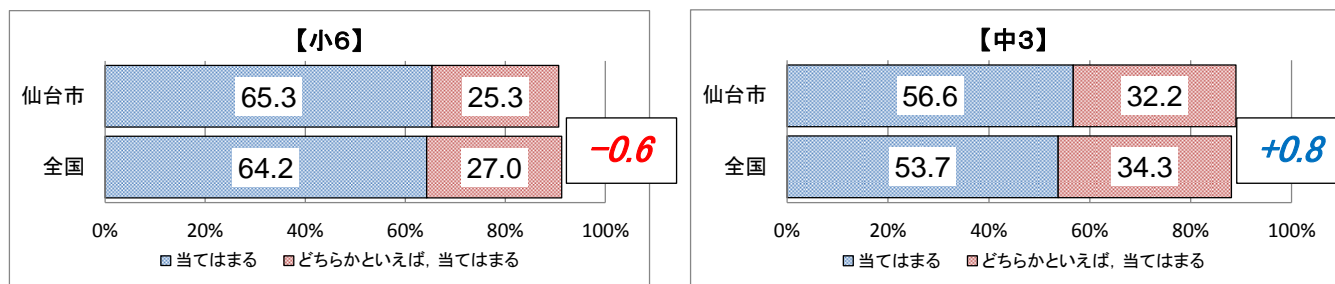 【小6】
仙台市 65.3 25.3
全国 64.2 27.0
-0.6
0% 20% 40% 60% 80% 100%
当てはまる どちらかといえば，当てはまる
【中3】
仙台市 56.6 32.2
全国 53.7 34.3
+0.8
0% 20% 40% 60% 80% 100%
当てはまる どちらかといえば，当てはまる